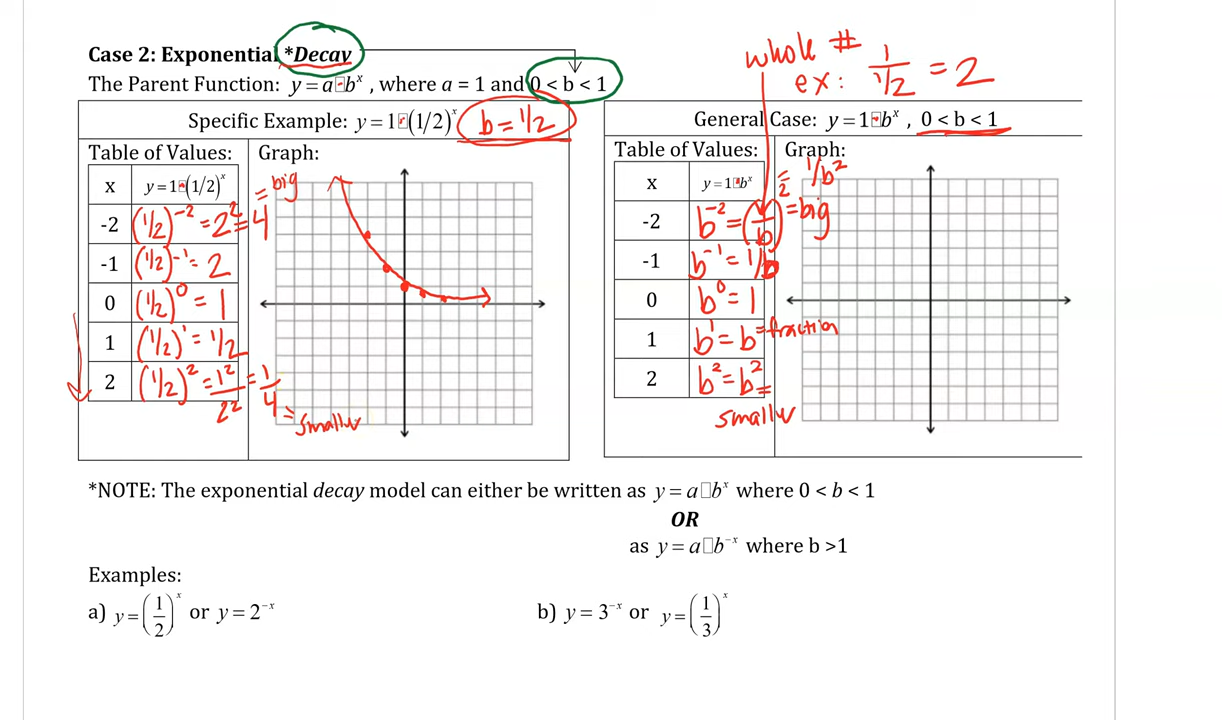 Case 2: Exponential *Decay
The Parent Function: y = a□b^x , where a = 1 and 0 < b < 1
whole #
ex: 1/(1/2) = 2
Specific Example: y = 1□(1/2)^x b = 1/2
Table of Values: Graph:
x y = 1□(1/2)^x
= big
-2 (1/2)^-2 = 2^2 = 4
-1 (1/2)^-1 = 2
0 (1/2)^0 = 1
1 (1/2)^1 = 1/2
2 (1/2)^2 = 1^2/2^2 = 1/4
= smaller
General Case: y = 1□b^x , 0 < b < 1
Table of Values: Graph:
x y = 1□b^x
= 1/b^2
-2 b^-2 = (1/b)^2 = big
-1 b^-1 = 1/b
0 b^0 = 1
1 b^1 = b = fraction
2 b^2 = b^2 =
smaller
*NOTE: The exponential decay model can either be written as y = a□b^x where 0 < b < 1
OR
as y = a□b^-x where b >1
Examples:
a) y = (1/2)^x or y = 2^-x
b) y = 3^-x or y = (1/3)^x